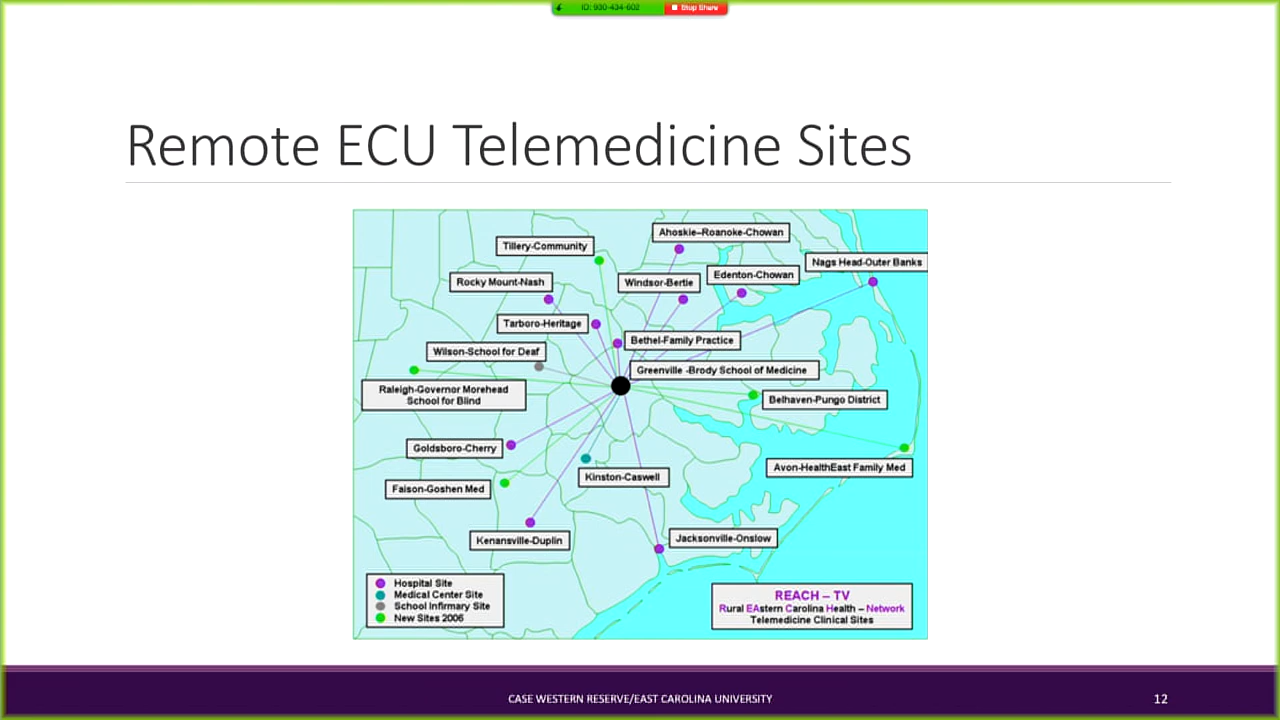 ID: 930-434-602
Stop Share
Remote ECU Telemedicine Sites
Ahoskie–Roanoke-Chowan
Tillery-Community
Nags Head-Outer Banks
Edenton-Chowan
Rocky Mount-Nash
Windsor-Bertie
Tarboro-Heritage
Bethel-Family Practice
Wilson-School for Deaf
Greenville -Brody School of Medicine
Raleigh-Governor Morehead
School for Blind
Belhaven-Pungo District
Goldsboro-Cherry
Avon-HealthEast Family Med
Kinston-Caswell
Faison-Goshen Med
Kenansville-Duplin
Jacksonville-Onslow
Hospital Site
Medical Center Site
School Infirmary Site
New Sites 2006
REACH – TV
Rural EAstern Carolina Health – Network
Telemedicine Clinical Sites
CASE WESTERN RESERVE/EAST CAROLINA UNIVERSITY
12